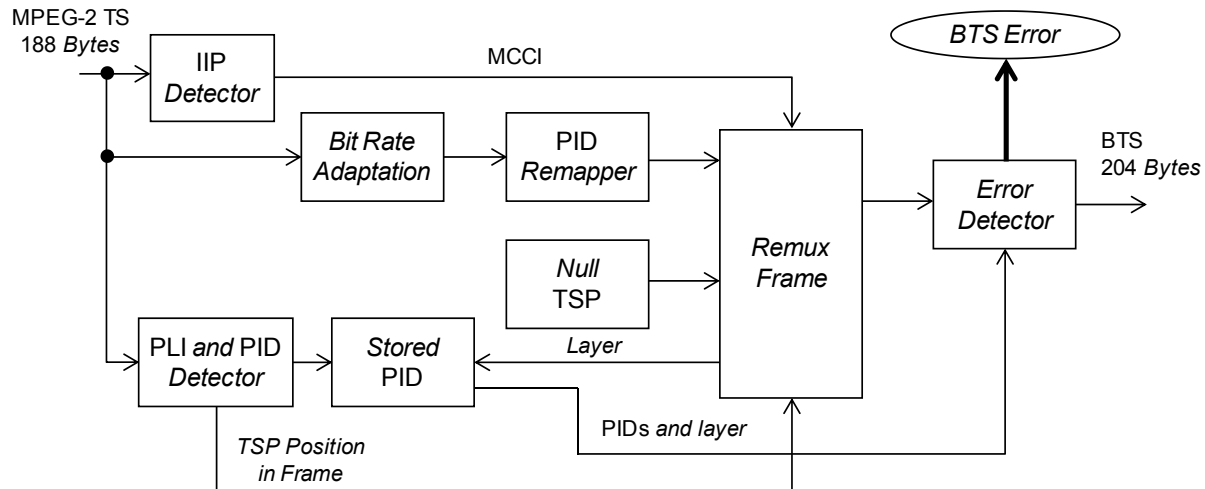 MPEG-2 TS
188 Bytes
IIP
Detector
MCCI
BTS Error
Bit Rate
Adaptation
PID
Remapper
BTS
204 Bytes
Error
Detector
Remux
Frame
Null
TSP
PLI and PID
Detector
Stored
PID
Layer
PIDs and layer
TSP Position
in Frame